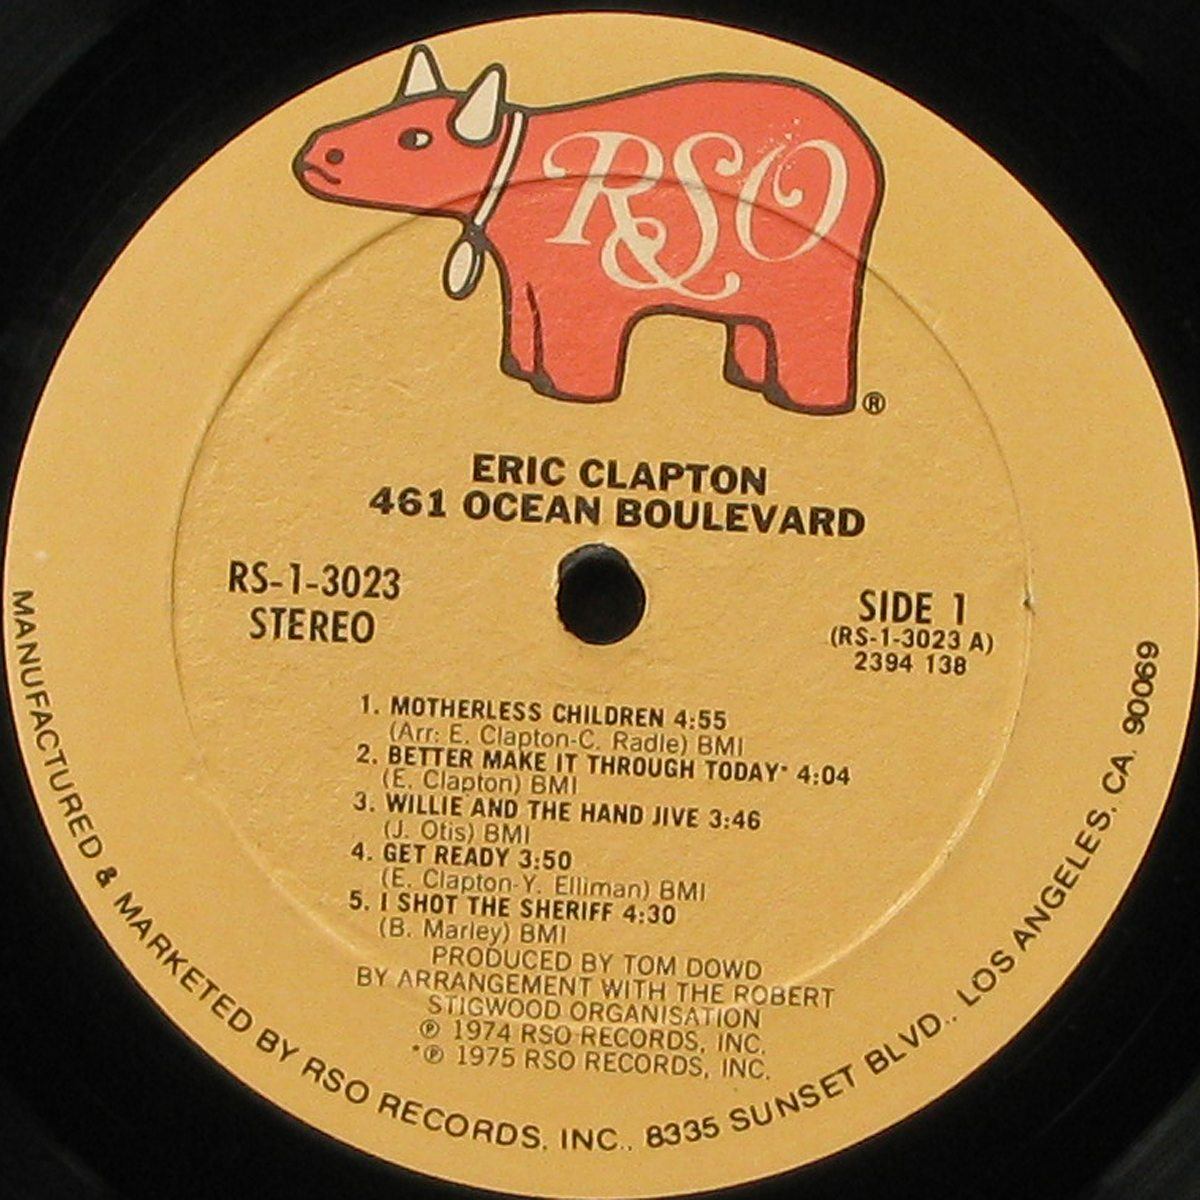 RSO
®
ERIC CLAPTON
461 OCEAN BOULEVARD
RS-1-3023
STEREO
SIDE 1
(RS-1-3023 A)
2394 138
1. MOTHERLESS CHILDREN 4:55
(Arr: E. Clapton-C. Radle) BMI
2. BETTER MAKE IT THROUGH TODAY* 4:04
(E. Clapton) BMI
3. WILLIE AND THE HAND JIVE 3:46
(J. Otis) BMI
4. GET READY 3:50
(E. Clapton-Y. Elliman) BMI
5. I SHOT THE SHERIFF 4:30
(B. Marley) BMI
PRODUCED BY TOM DOWD
BY ARRANGEMENT WITH THE ROBERT
STIGWOOD ORGANISATION
℗ 1974 RSO RECORDS, INC.
*℗ 1975 RSO RECORDS, INC.
MANUFACTURED & MARKETED BY RSO RECORDS, INC., 8335 SUNSET BLVD., LOS ANGELES, CA. 90069